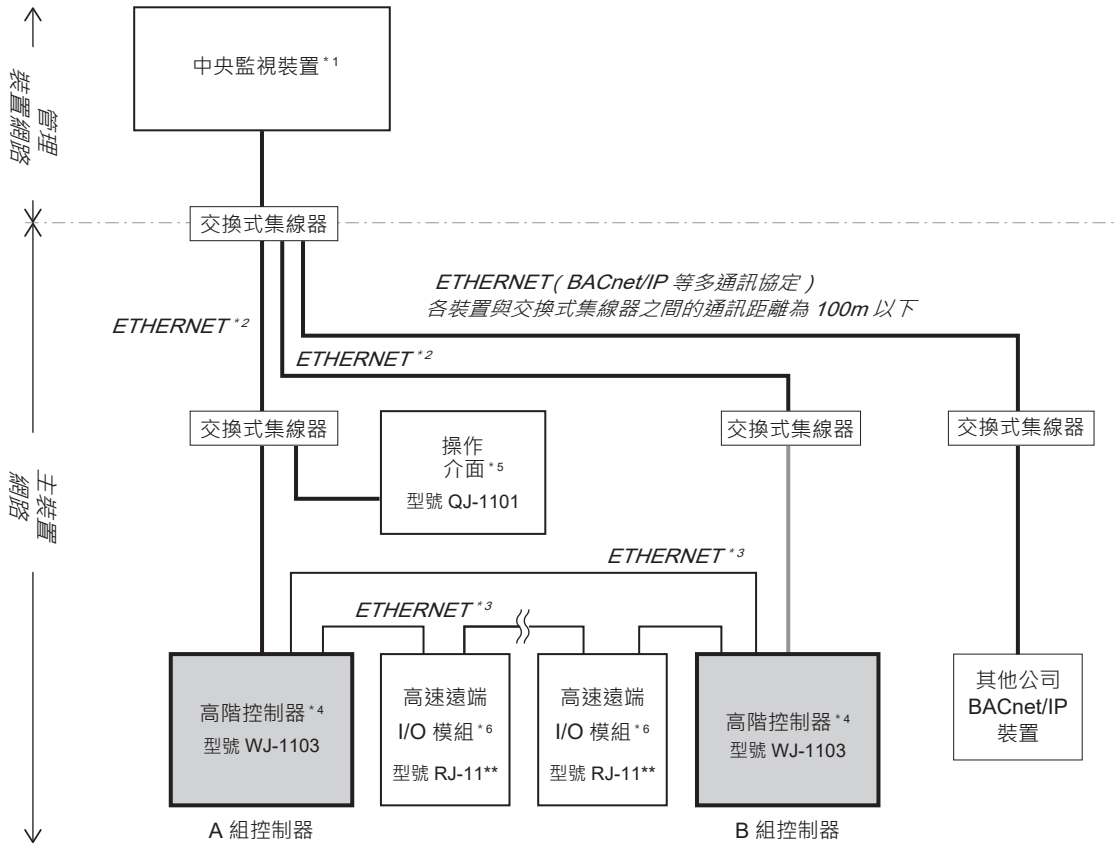 中央監視裝置 *1
管理
裝置網路
交換式集線器
ETHERNET ( BACnet/IP 等多通訊協定 )
各裝置與交換式集線器之間的通訊距離為 100m 以下
ETHERNET *2
ETHERNET *2
交換式集線器
交換式集線器
交換式集線器
操作
介面 *5
型號 QJ-1101
主裝置
網路
ETHERNET *3
ETHERNET *3
高階控制器 *4
型號 WJ-1103
高速遠端
I/O 模組 *6
型號 RJ-11**
高速遠端
I/O 模組 *6
型號 RJ-11**
高階控制器 *4
型號 WJ-1103
其他公司
BACnet/IP
裝置
A 組控制器
B 組控制器